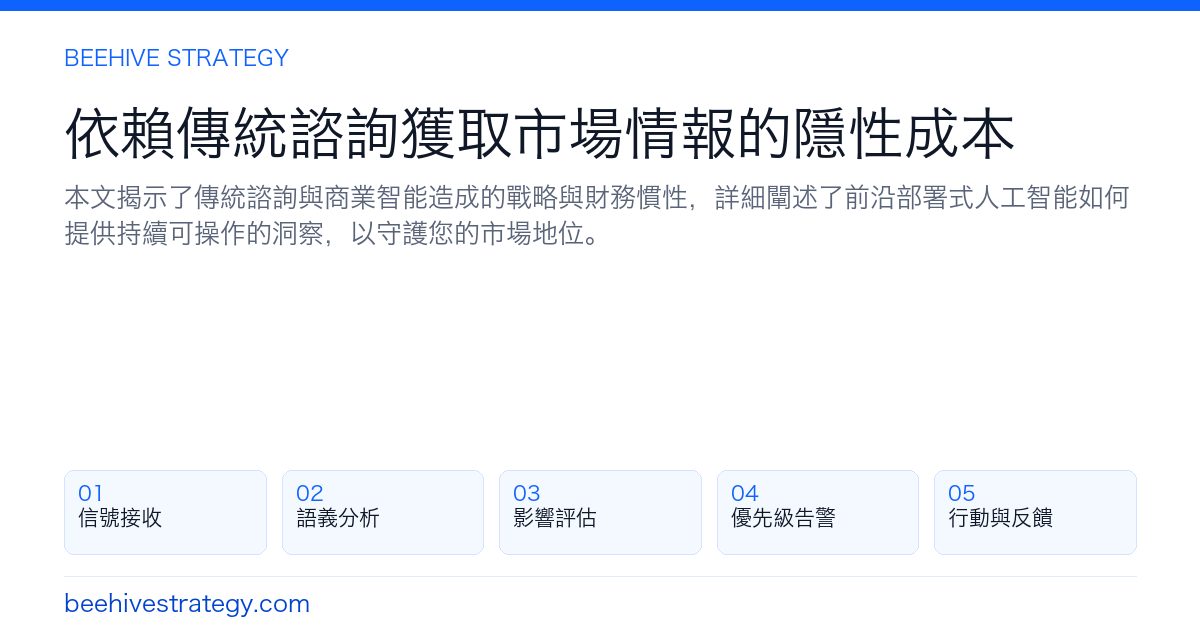 BEEHIVE STRATEGY
依賴傳統諮詢獲取市場情報的隱性成本
本文揭示了傳統諮詢與商業智能造成的戰略與財務慣性，詳細闡述了前沿部署式人工智能如何
提供持續可操作的洞察，以守護您的市場地位。
01
信號接收
02
語義分析
03
影響評估
04
優先級告警
05
行動與反饋
beehivestrategy.com